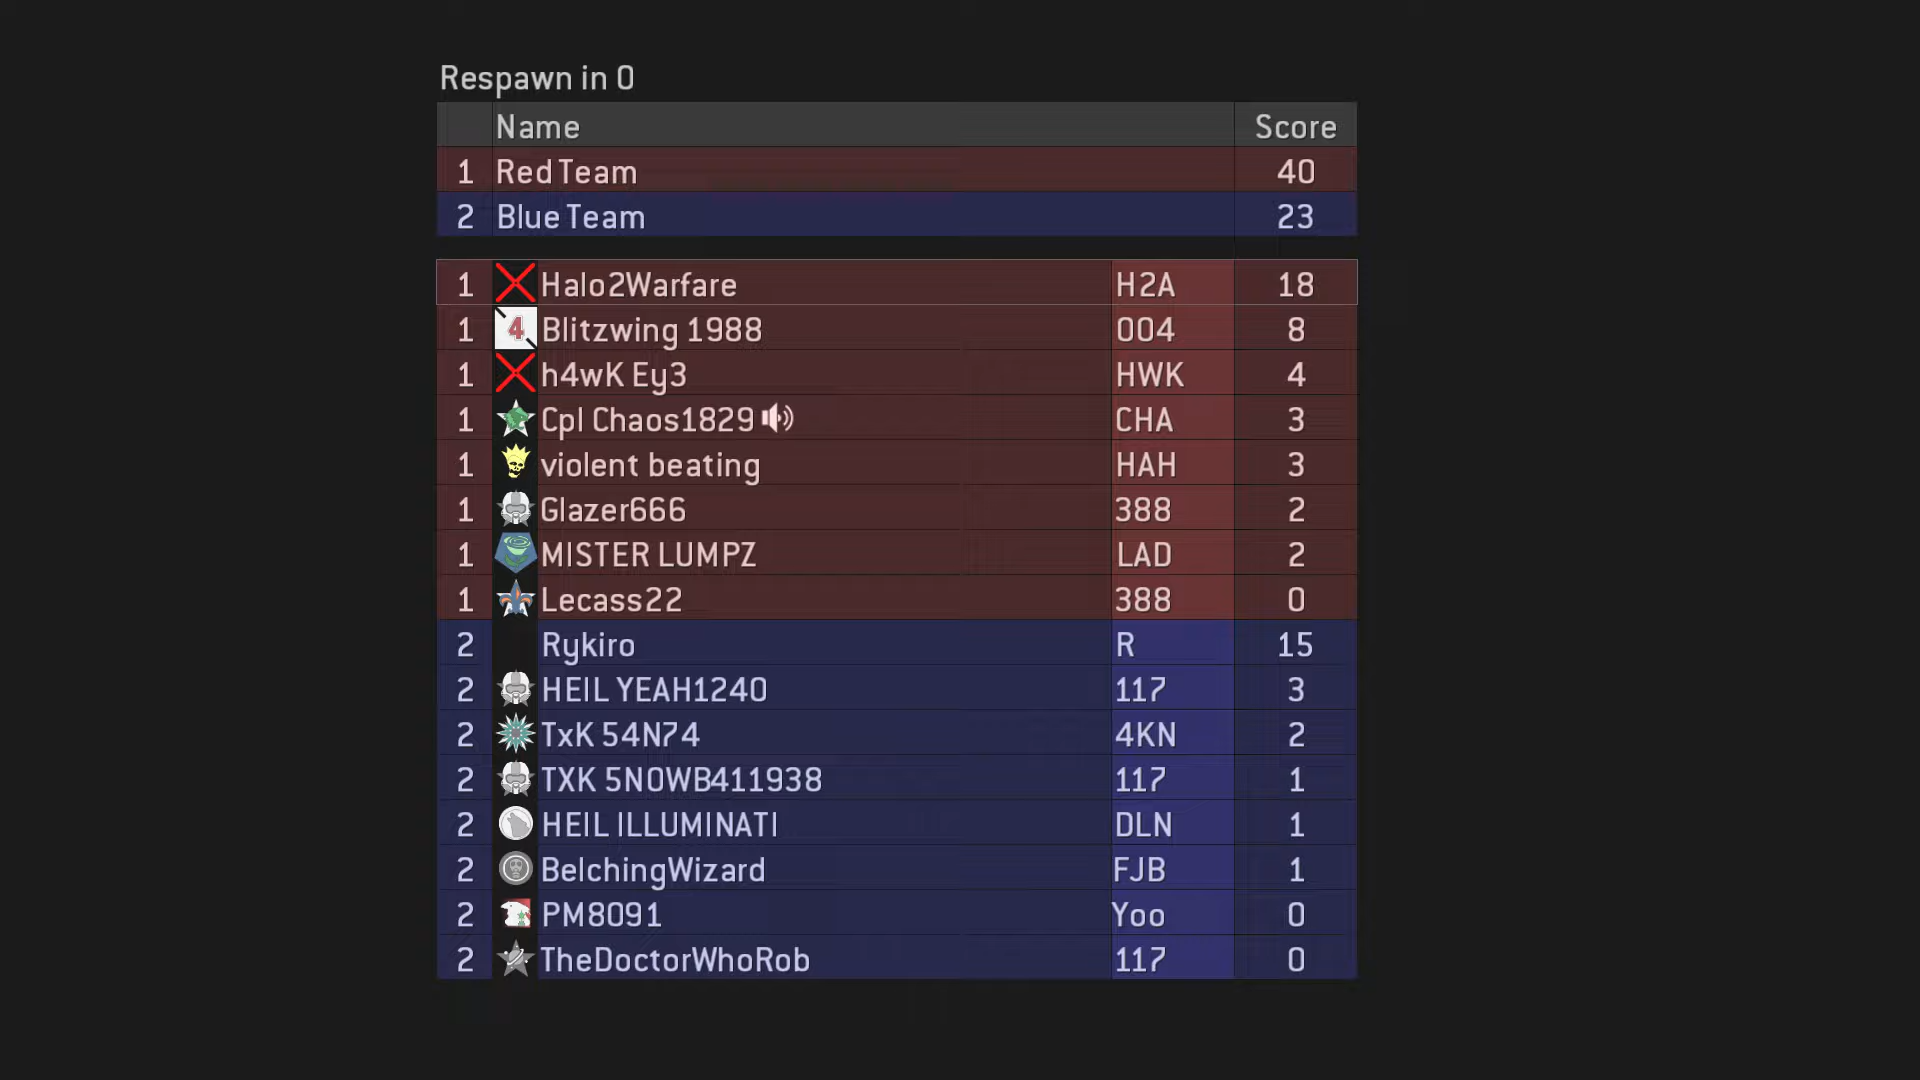 Respawn in 0
Name Score
1 Red Team 40
2 Blue Team 23
1 Halo2Warfare H2A 18
1 4 Blitzwing 1988 004 8
1 h4wK Ey3 HWK 4
1 Cpl Chaos1829 CHA 3
1 violent beating HAH 3
1 Glazer666 388 2
1 MISTER LUMPZ LAD 2
1 Lecass22 388 0
2 Rykiro R 15
2 HEIL YEAH1240 117 3
2 TxK 54N74 4KN 2
2 TXK 5N0WB411938 117 1
2 HEIL ILLUMINATI DLN 1
2 BelchingWizard FJB 1
2 PM8091 Yoo 0
2 TheDoctorWhoRob 117 0